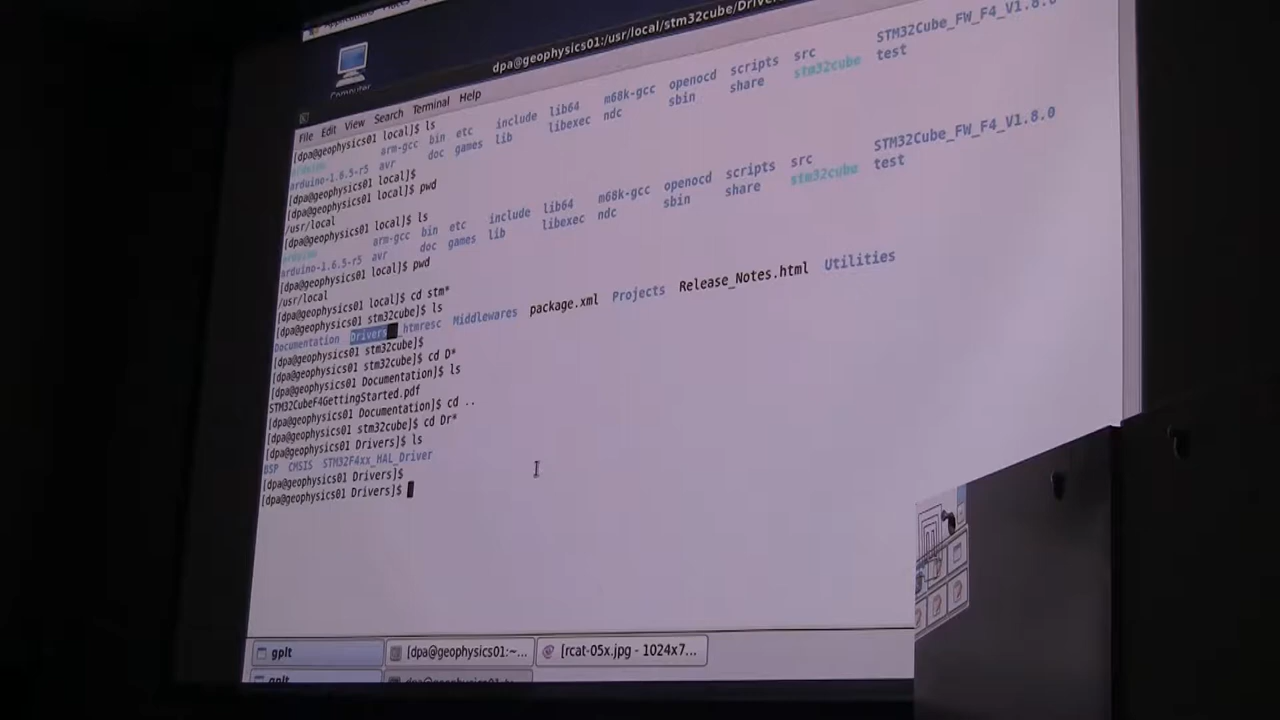 dpa@geophysics01:/usr/local/stm32cube/Drive
Computer
File Edit View Search Terminal Help
[dpa@geophysics01 local]$ ls
arduino arm-gcc bin etc include lib64 m68k-gcc openocd scripts src STM32Cube_FW_F4_V1.8.0
arduino-1.6.5-r5 avr doc games lib libexec ndc sbin share stm32cube test
[dpa@geophysics01 local]$
[dpa@geophysics01 local]$ pwd
/usr/local
[dpa@geophysics01 local]$ ls
arduino arm-gcc bin etc include lib64 m68k-gcc openocd scripts src STM32Cube_FW_F4_V1.8.0
arduino-1.6.5-r5 avr doc games lib libexec ndc sbin share stm32cube test
[dpa@geophysics01 local]$ pwd
/usr/local
[dpa@geophysics01 local]$ cd stm*
[dpa@geophysics01 stm32cube]$ ls
Documentation Drivers _htmresc Middlewares package.xml Projects Release_Notes.html Utilities
[dpa@geophysics01 stm32cube]$
[dpa@geophysics01 stm32cube]$ cd D*
[dpa@geophysics01 Documentation]$ ls
STM32CubeF4GettingStarted.pdf
[dpa@geophysics01 Documentation]$ cd ..
[dpa@geophysics01 stm32cube]$ cd Dr*
[dpa@geophysics01 Drivers]$ ls
BSP CMSIS STM32F4xx_HAL_Driver
[dpa@geophysics01 Drivers]$
[dpa@geophysics01 Drivers]$
gplt [dpa@geophysics01:~... [rcat-05x.jpg - 1024x7...
gplt